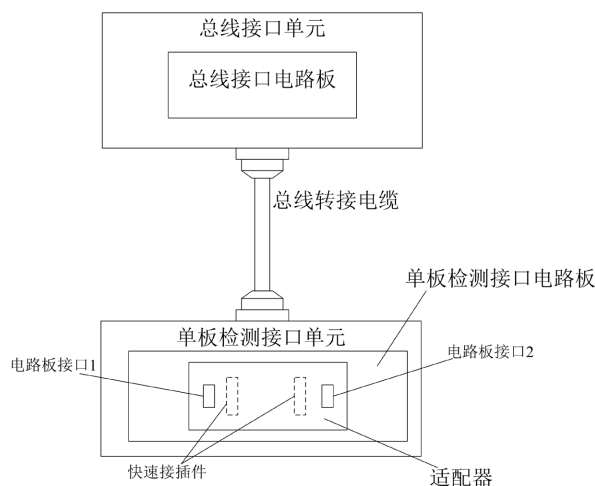 总线接口单元
总线接口电路板
总线转接电缆
单板检测接口电路板
单板检测接口单元
电路板接口1
电路板接口2
快速接插件
适配器